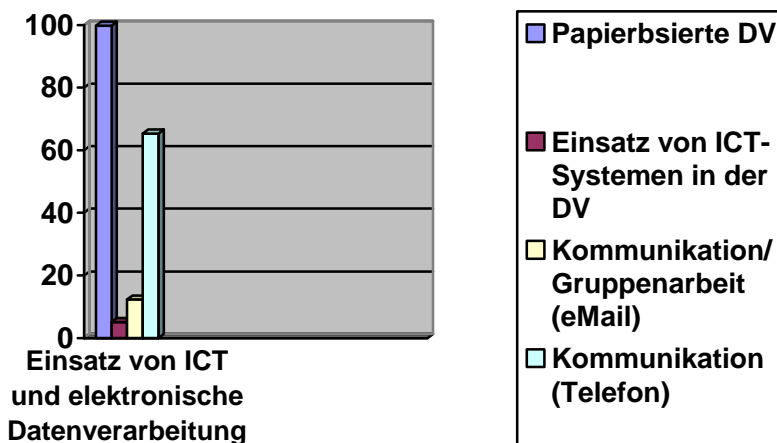 100
80
60
40
20
0
Einsatz von ICT
und elektronische
Datenverarbeitung
Papierbsierte DV
Einsatz von ICT-
Systemen in der
DV
Kommunikation/
Gruppenarbeit
(eMail)
Kommunikation
(Telefon)